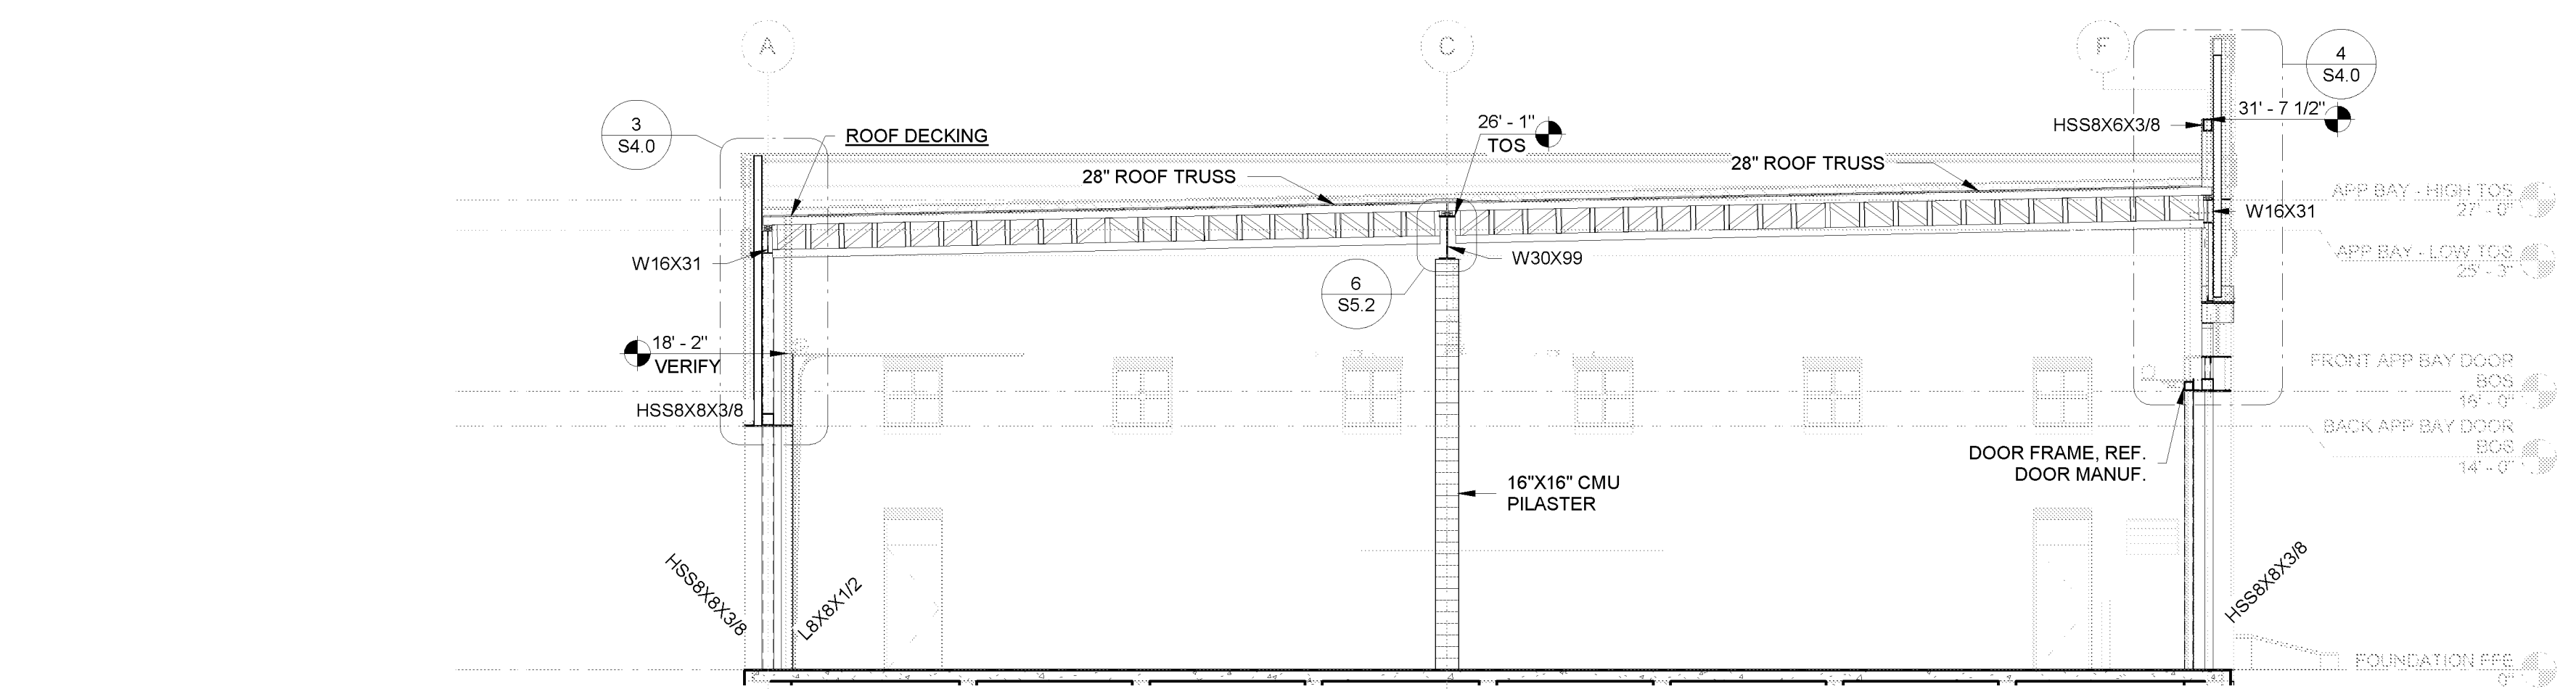 A
C
F
4
S4.0
3
S4.0
ROOF DECKING
26' - 1"
TOS
31' - 7 1/2"
HSS8X6X3/8
28" ROOF TRUSS
28" ROOF TRUSS
APP BAY - HIGH TOS
27' - 0"
W16X31
W16X31
W30X99
APP BAY - LOW TOS
25' - 3"
6
S5.2
18' - 2"
VERIFY
FRONT APP BAY DOOR
BOS
16' - 0"
HSS8X8X3/8
BACK APP BAY DOOR
BOS
14' - 0"
DOOR FRAME, REF.
DOOR MANUF.
16"X16" CMU
PILASTER
HSS8X8X3/8
L8X8X1/2
HSS8X8X3/8
FOUNDATION FFE
0"